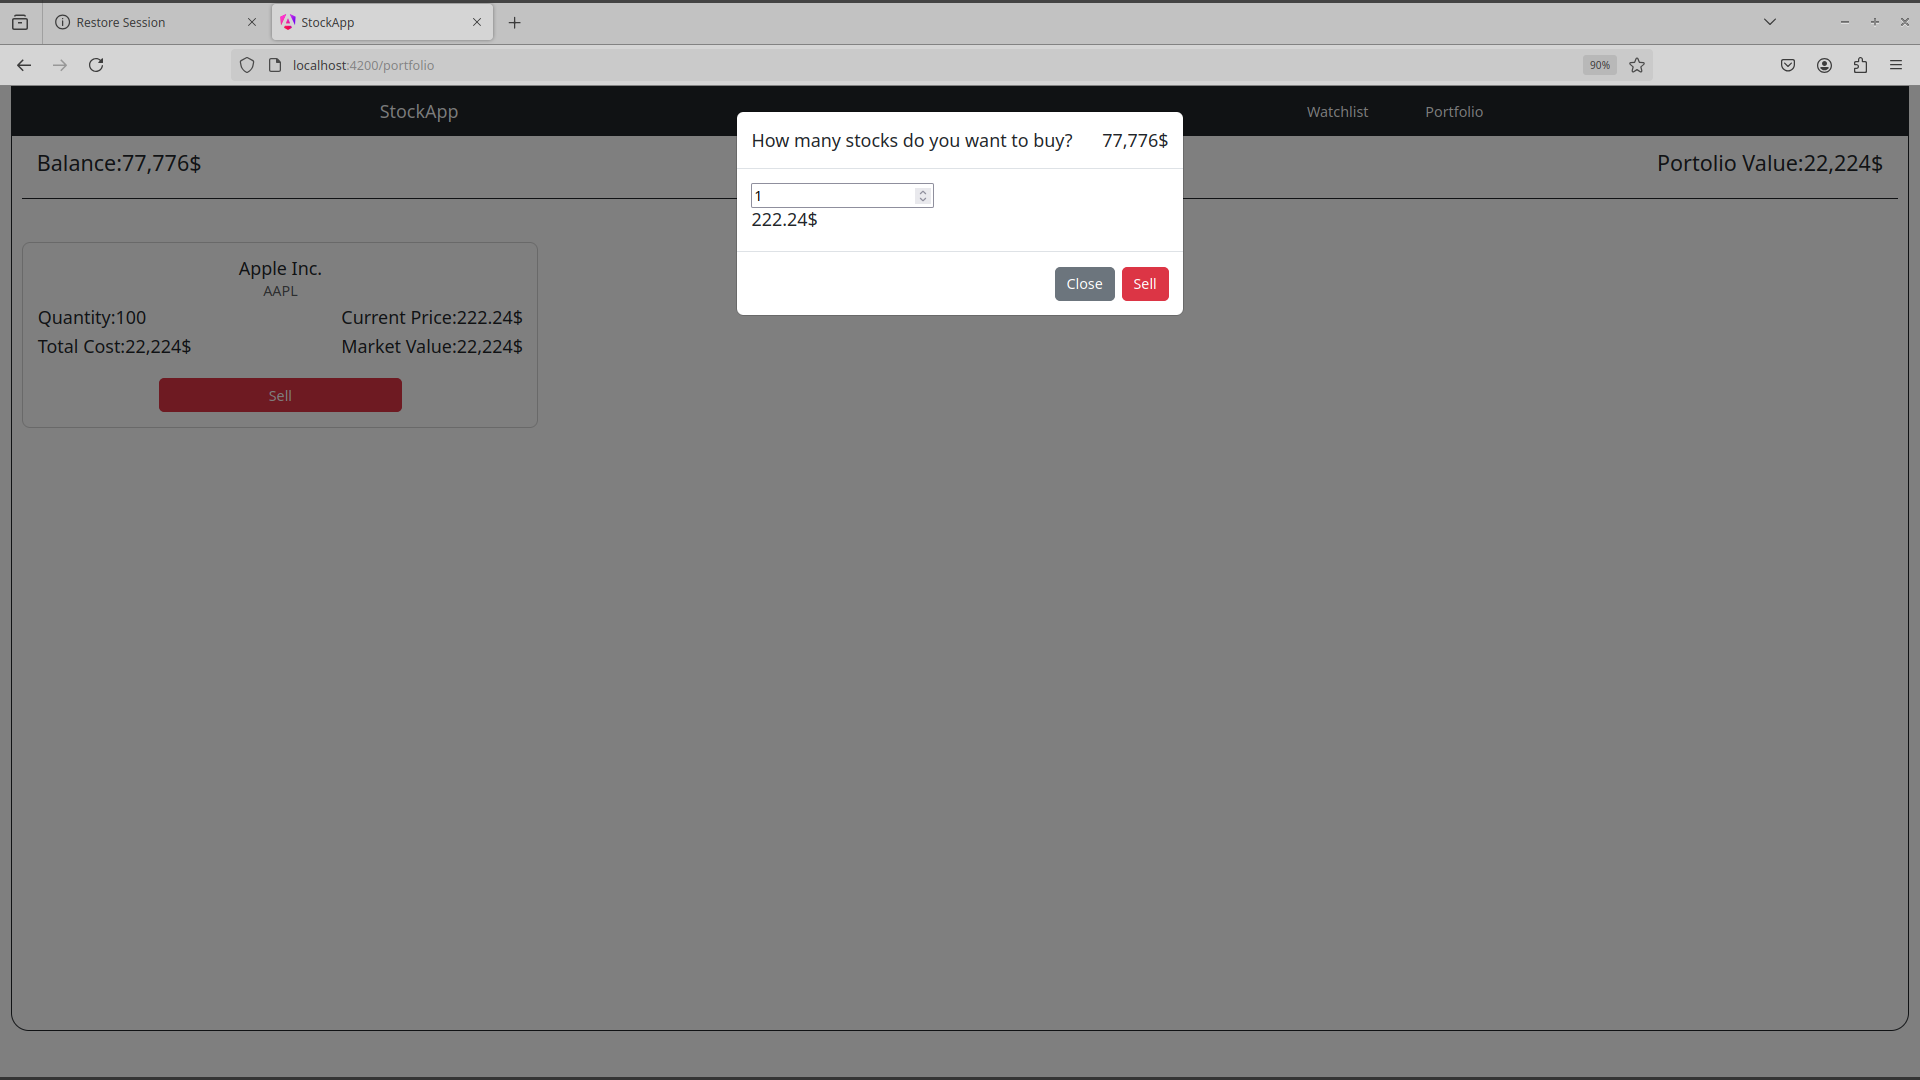 Restore Session
StockApp
localhost:4200/portfolio
90%
StockApp
Watchlist
Portfolio
Balance:77,776$
Portolio Value:22,224$
How many stocks do you want to buy?
77,776$
1
222.24$
Close
Sell
Apple Inc.
AAPL
Quantity:100
Current Price:222.24$
Total Cost:22,224$
Market Value:22,224$
Sell